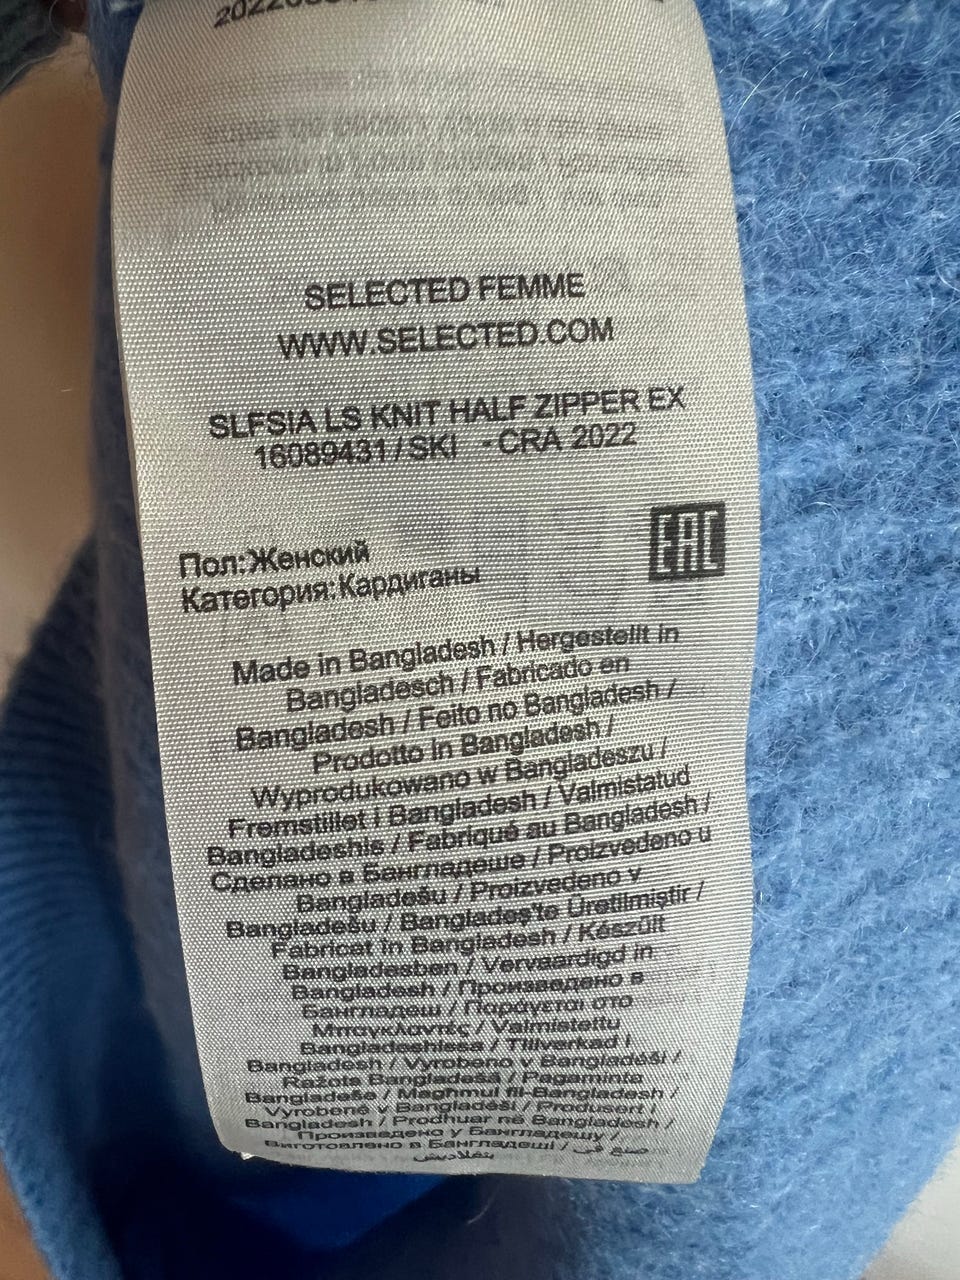 SELECTED FEMME
WWW.SELECTED.COM
SLFSIA LS KNIT HALF ZIPPER EX
16089431/SKI - CRA 2022
EAC
Пол:Женский
Категория:Кардиганы
Made in Bangladesh / Hergestellt in
Bangladesch / Fabricado en
Bangladesh / Feito no Bangladesh /
Prodotto in Bangladesh /
Wyprodukowano w Bangladeszu /
Fremstillet i Bangladesh / Valmistatud
Bangladeshis / Fabriqué au Bangladesh /
Сделано в Бангладеше / Proizvedeno u
Bangladešu / Proizvedeno v
Bangladešu / Bangladeş'te Üretilmiştir /
Fabricat în Bangladesh / Készült
Bangladesben / Vervaardigd in
Bangladesh / Произведено в
Бангладеш / Παράγεται στο
Μπαγκλαντές / Valmistettu
Bangladeshissa / Tillverkad i
Bangladesh / Vyrobeno v Bangladéši /
Ražots Bangladešā / Pagaminta
Bangladeše / Magħmul fil-Bangladesh /
Vyrobené v Bangladéši / Produsert i
Bangladesh / Prodhuar në Bangladesh /
Произведено у Бангладешу /
Виготовлено в Бангладеші / صنع في
بنغلاديش